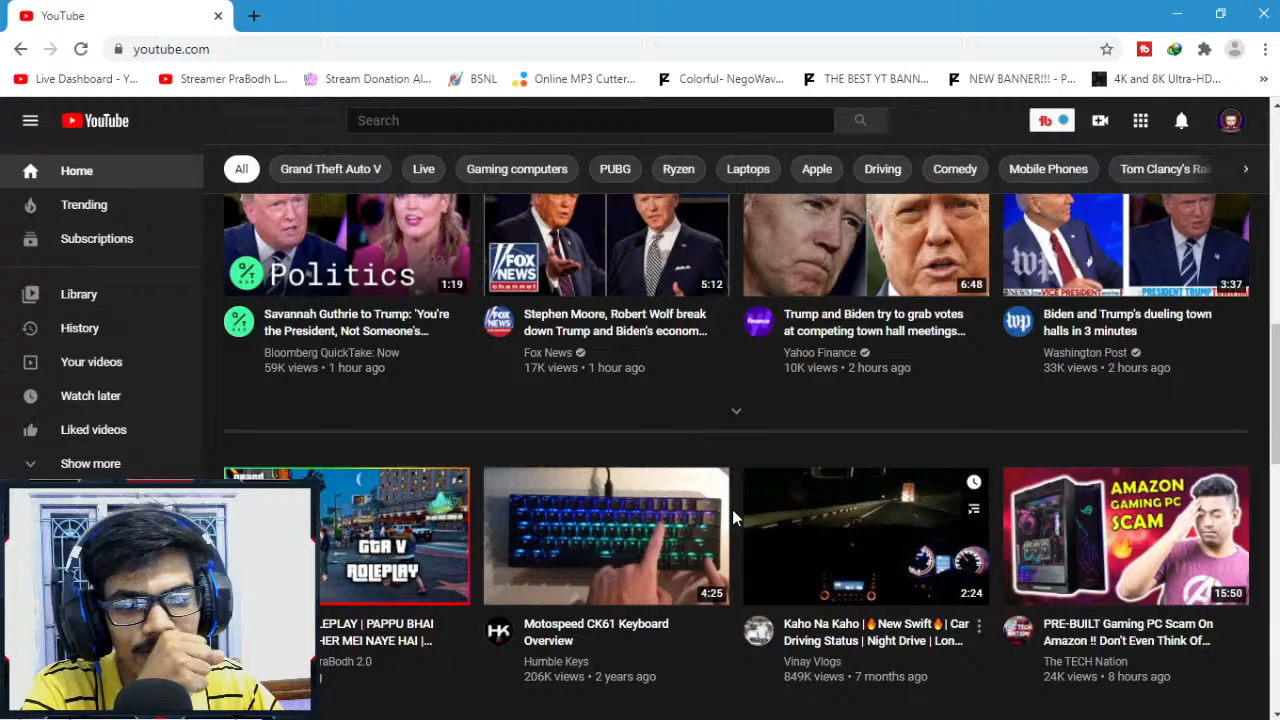 YouTube
youtube.com
Live Dashboard - Y...
Streamer PraBodh L...
Stream Donation Al...
BSNL
Online MP3 Cutter...
Colorful- NegoWav...
THE BEST YT BANN...
NEW BANNER!!! - P...
4K and 8K Ultra-HD...
YouTube
Search
Home
Trending
Subscriptions
Library
History
Your videos
Watch later
Liked videos
Show more
All
Grand Theft Auto V
Live
Gaming computers
PUBG
Ryzen
Laptops
Apple
Driving
Comedy
Mobile Phones
Tom Clancy's
Politics
1:19
FOX
NEWS
channel
5:12
6:48
wp
PRESIDENT TRUMP
3:37
Savannah Guthrie to Trump: 'You're
the President, Not Someone's...
Bloomberg QuickTake: Now
59K views • 1 hour ago
Stephen Moore, Robert Wolf break
down Trump and Biden's econom...
Fox News
17K views • 1 hour ago
Trump and Biden try to grab votes
at competing town hall meetings...
Yahoo Finance
10K views • 2 hours ago
Biden and Trump's dueling town
halls in 3 minutes
Washington Post
33K views • 2 hours ago
GTA V
ROLEPLAY
4:25
2:24
AMAZON
GAMING PC
SCAM
15:50
PAPPU BHAI
HER MEI NAYE HAI |...
PraBodh 2.0
Motospeed CK61 Keyboard
Overview
Humble Keys
206K views • 2 years ago
Kaho Na Kaho |🔥New Swift🔥| Car
Driving Status | Night Drive | Lon...
Vinay Vlogs
849K views • 7 months ago
PRE-BUILT Gaming PC Scam On
Amazon !! Don't Even Think Of...
The TECH Nation
24K views • 8 hours ago